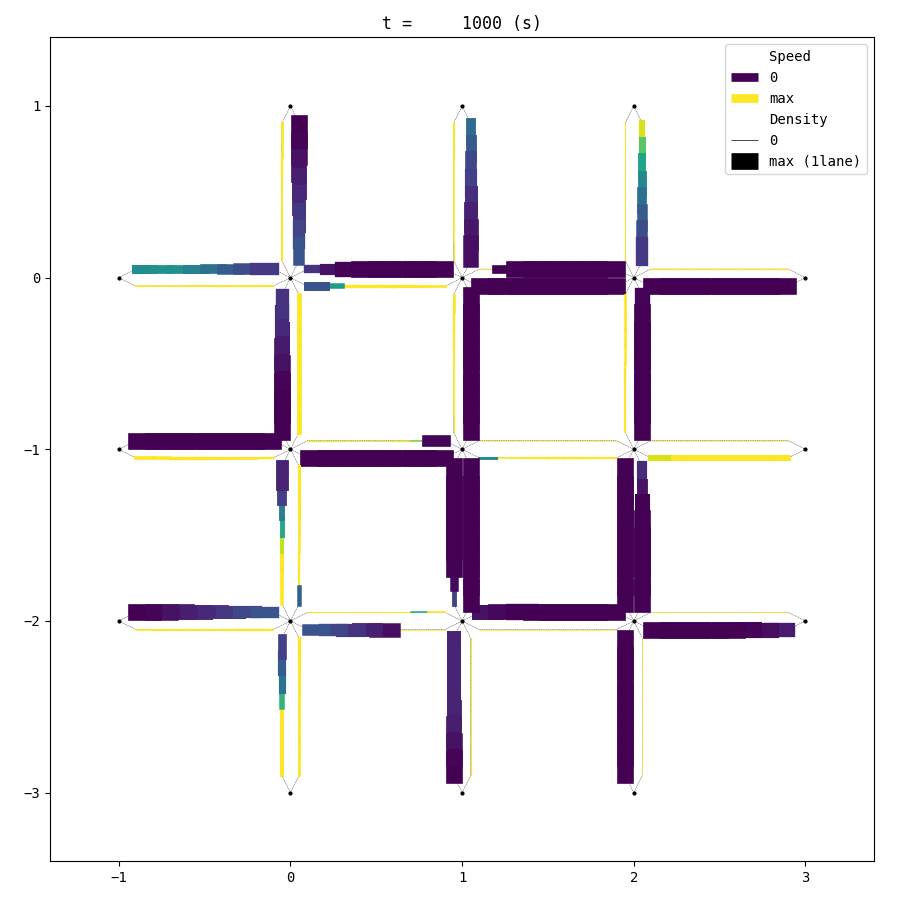 t =      1000 (s)
Speed
0
max
Density
0
max (1lane)
1
0
−1
−2
−3
−1 0 1 2 3